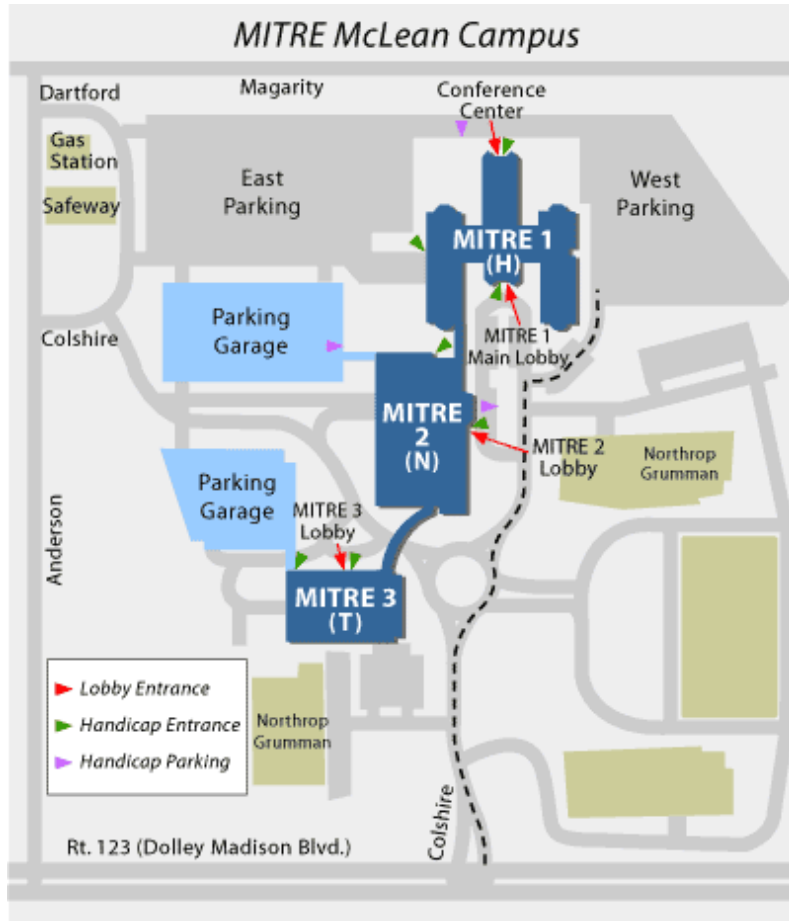 MITRE McLean Campus
Dartford
Magarity
Conference
Center
Gas
Station
Safeway
East
Parking
West
Parking
MITRE 1
(H)
Colshire
Parking
Garage
MITRE 1
Main Lobby
MITRE
2
(N)
MITRE 2
Lobby
Northrop
Grumman
Parking
Garage
MITRE 3
Lobby
Anderson
MITRE 3
(T)
Lobby Entrance
Handicap Entrance
Handicap Parking
Northrop
Grumman
Colshire
Rt. 123 (Dolley Madison Blvd.)